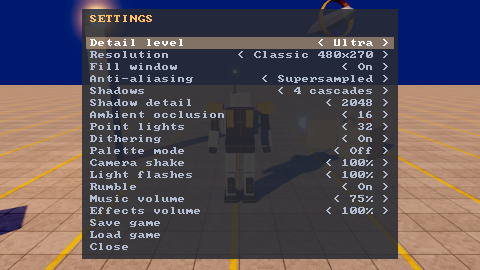 SETTINGS
Detail level < Ultra >
Resolution < Classic 480x270 >
Fill window < On >
Anti-aliasing < Supersampled >
Shadows < 4 cascades >
Shadow detail < 2048 >
Ambient occlusion < 16 >
Point lights < 32 >
Dithering < On >
Palette mode < Off >
Camera shake < 100% >
Light flashes < 100% >
Rumble < On >
Music volume < 75% >
Effects volume < 100% >
Save game
Load game
Close